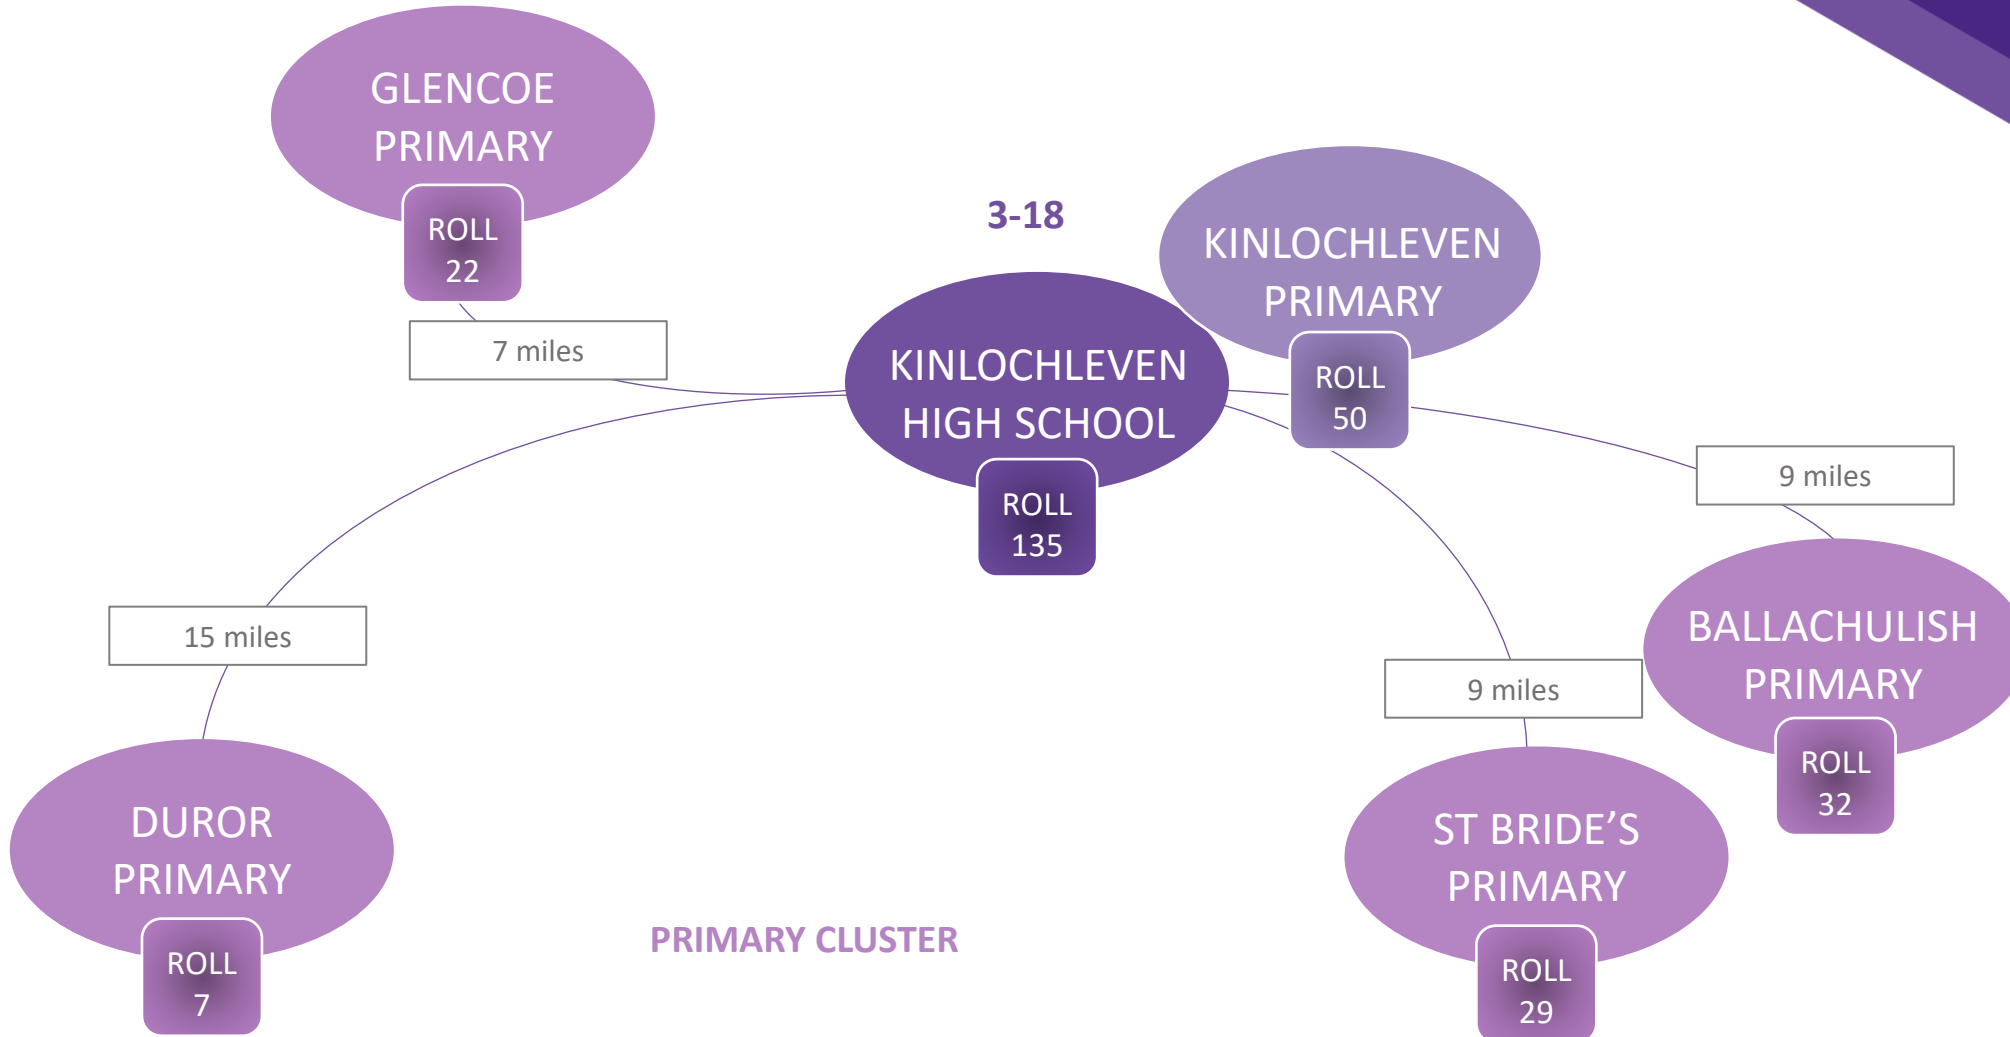 GLENCOE
PRIMARY
ROLL
22
7 miles
3-18
KINLOCHLEVEN
PRIMARY
ROLL
50
KINLOCHLEVEN
HIGH SCHOOL
ROLL
135
9 miles
BALLACHULISH
PRIMARY
ROLL
32
15 miles
DUROR
PRIMARY
ROLL
7
9 miles
ST BRIDE’S
PRIMARY
ROLL
29
PRIMARY CLUSTER